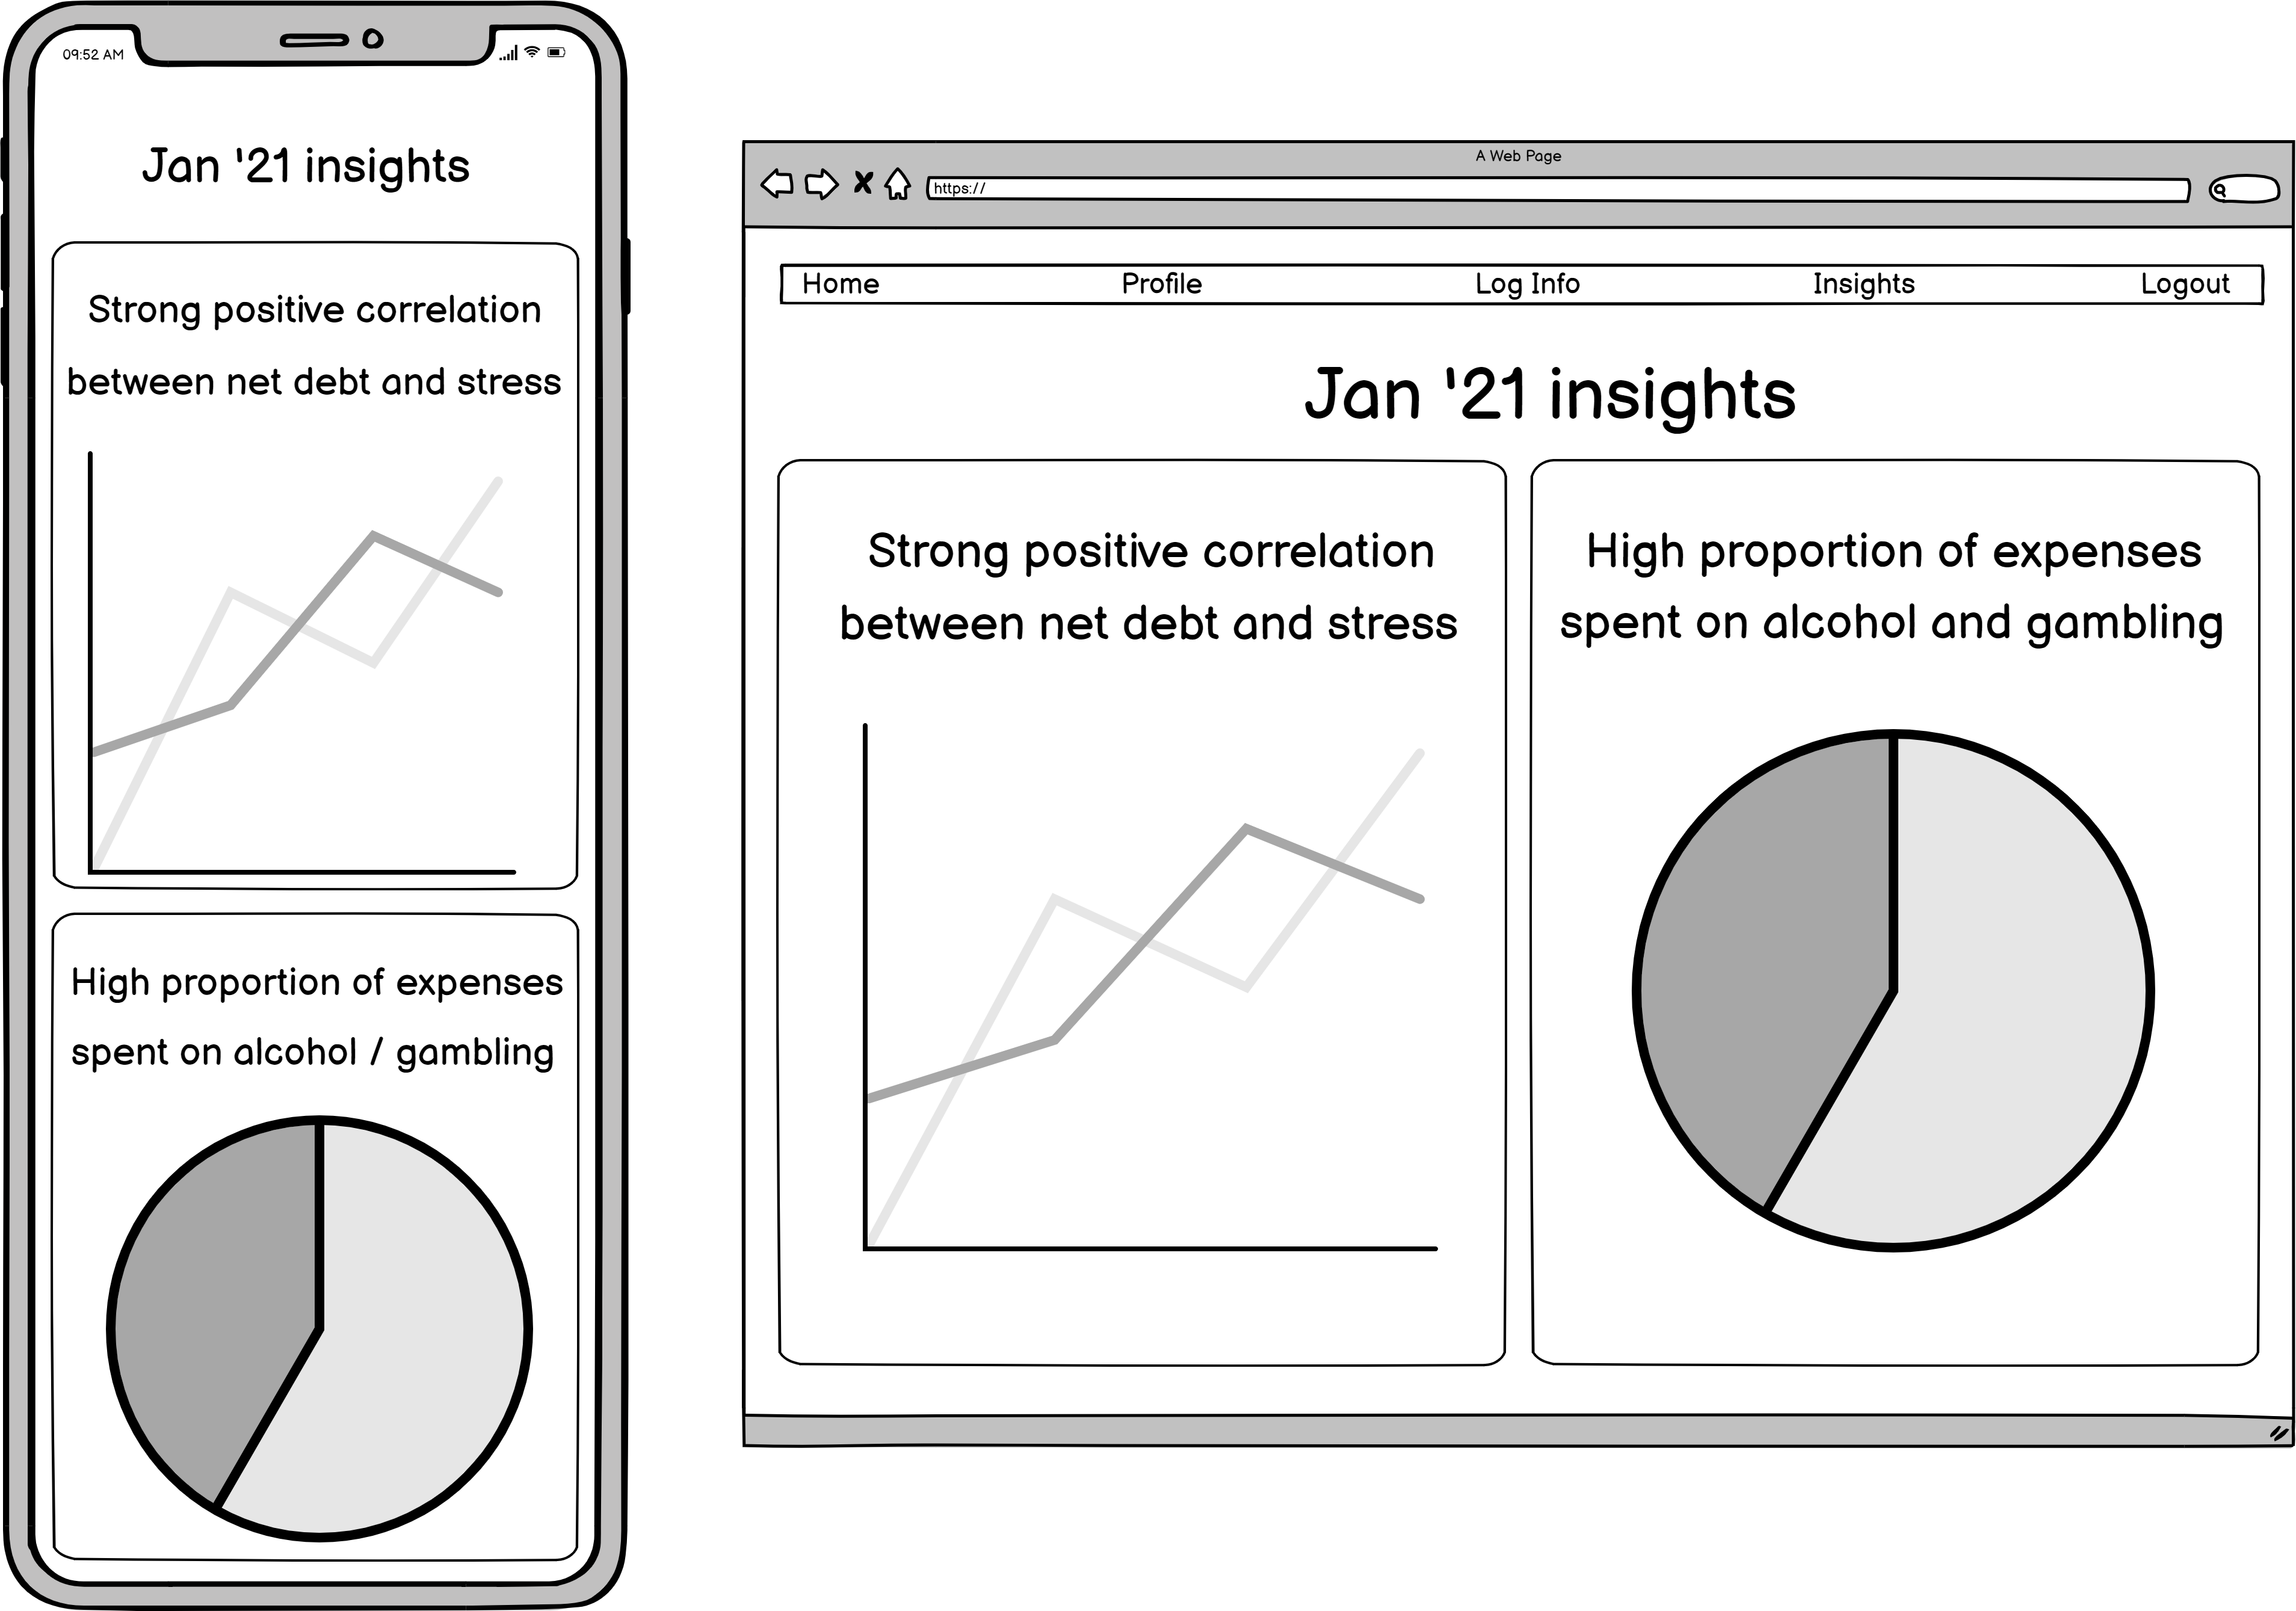 09:52 AM
Jan '21 insights
Strong positive correlation
between net debt and stress
High proportion of expenses
spent on alcohol / gambling
A Web Page
https://
Home Profile Log Info Insights Logout
Jan '21 insights
Strong positive correlation
between net debt and stress
High proportion of expenses
spent on alcohol and gambling